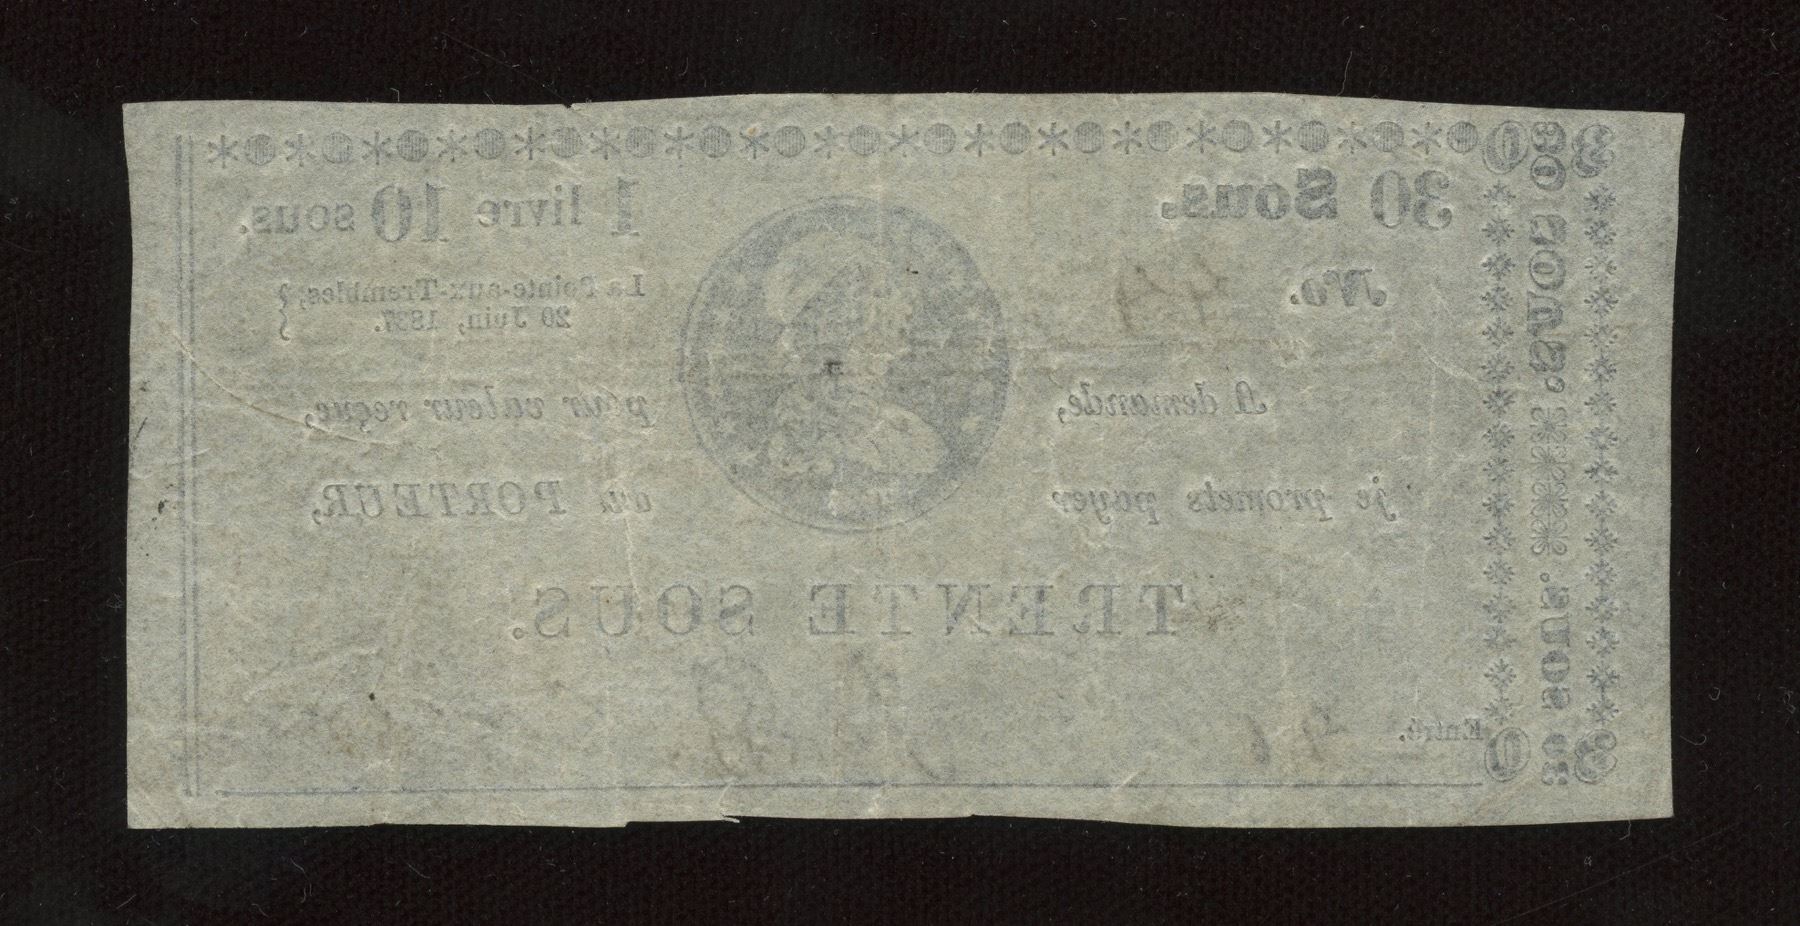 30 Sous.
1 livre 10 sous.
No.
La Pointe-aux-Trembles,
20 Juin, 1837.
A demande,
pour valeur reçue,
je promets payer
au PORTEUR,
TRENTE SOUS.
Entré.
30 SOUS.
30 SOUS.